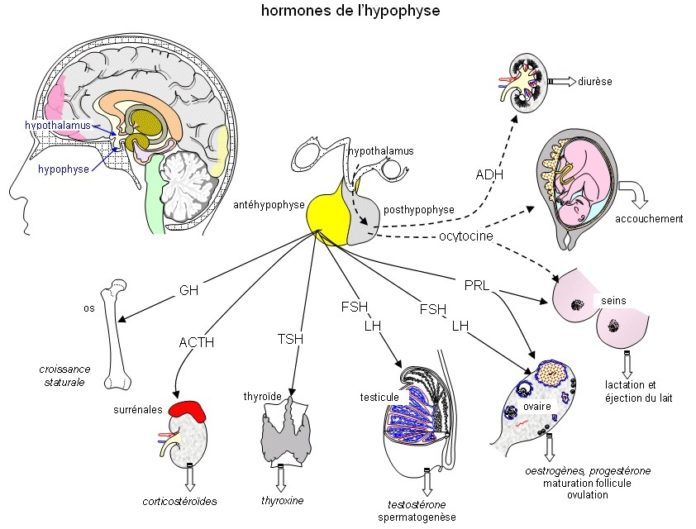 hormones de l'hypophyse
hypothalamus
hypophyse
hypothalamus
antéhypophyse
posthypophyse
ADH
diurèse
ocytocine
accouchement
GH
ACTH
TSH
FSH
LH
FSH
LH
PRL
os
croissance
staturale
surrénales
corticostéroïdes
thyroïde
thyroxine
testicule
testostérone
spermatogenèse
ovaire
oestrogènes, progestérone
maturation follicule
ovulation
seins
lactation et
éjection du lait